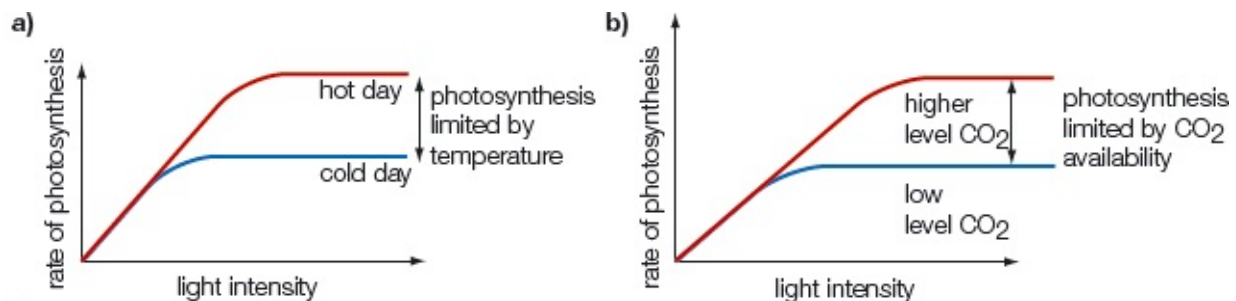 a)
rate of photosynthesis
hot day
cold day
photosynthesis
limited by
temperature
light intensity
b)
rate of photosynthesis
higher
level CO2
low
level CO2
photosynthesis
limited by CO2
availability
light intensity